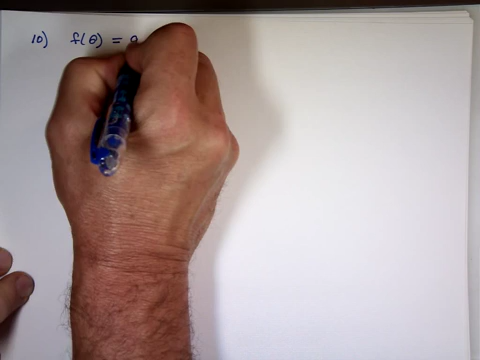 10) f(θ) =